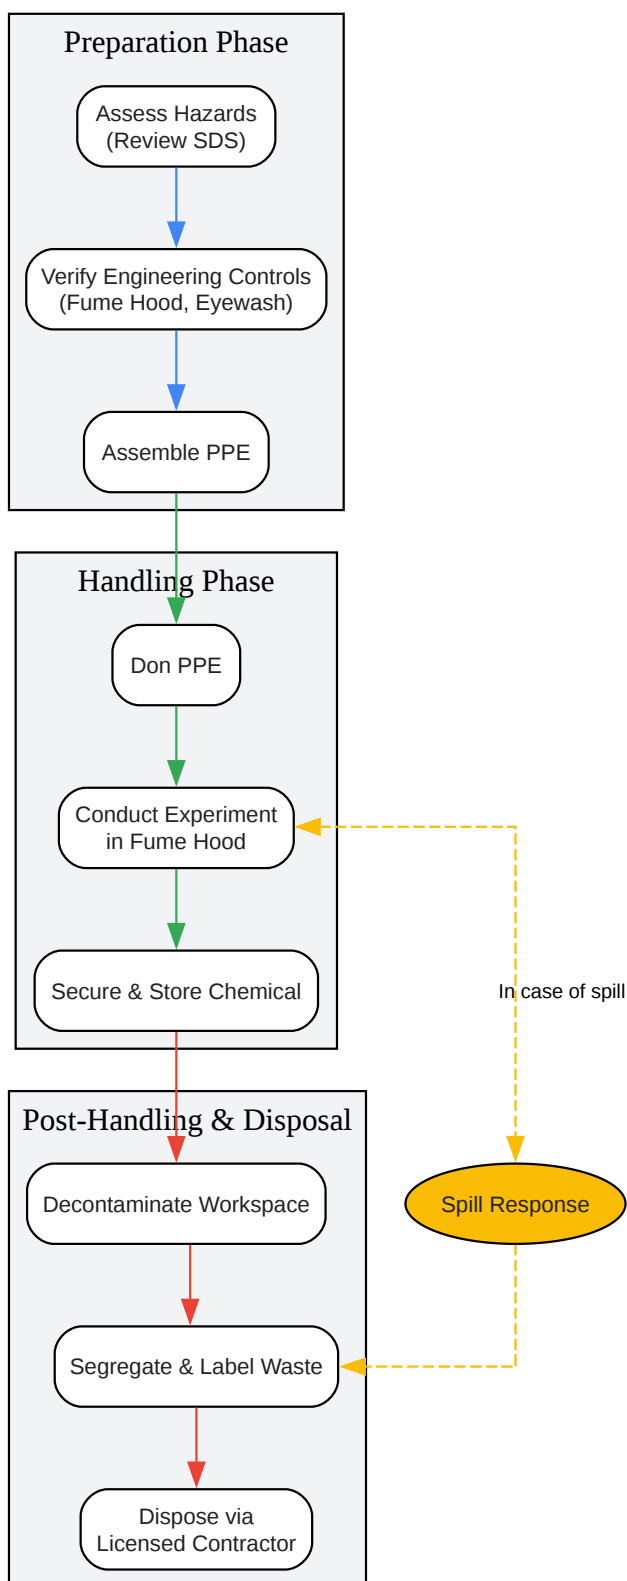 Preparation Phase
Assess Hazards
(Review SDS)
Verify Engineering Controls
(Fume Hood, Eyewash)
Assemble PPE
Handling Phase
Don PPE
Conduct Experiment
in Fume Hood
Secure & Store Chemical
In case of spill
Post-Handling & Disposal
Decontaminate Workspace
Spill Response
Segregate & Label Waste
Dispose via
Licensed Contractor